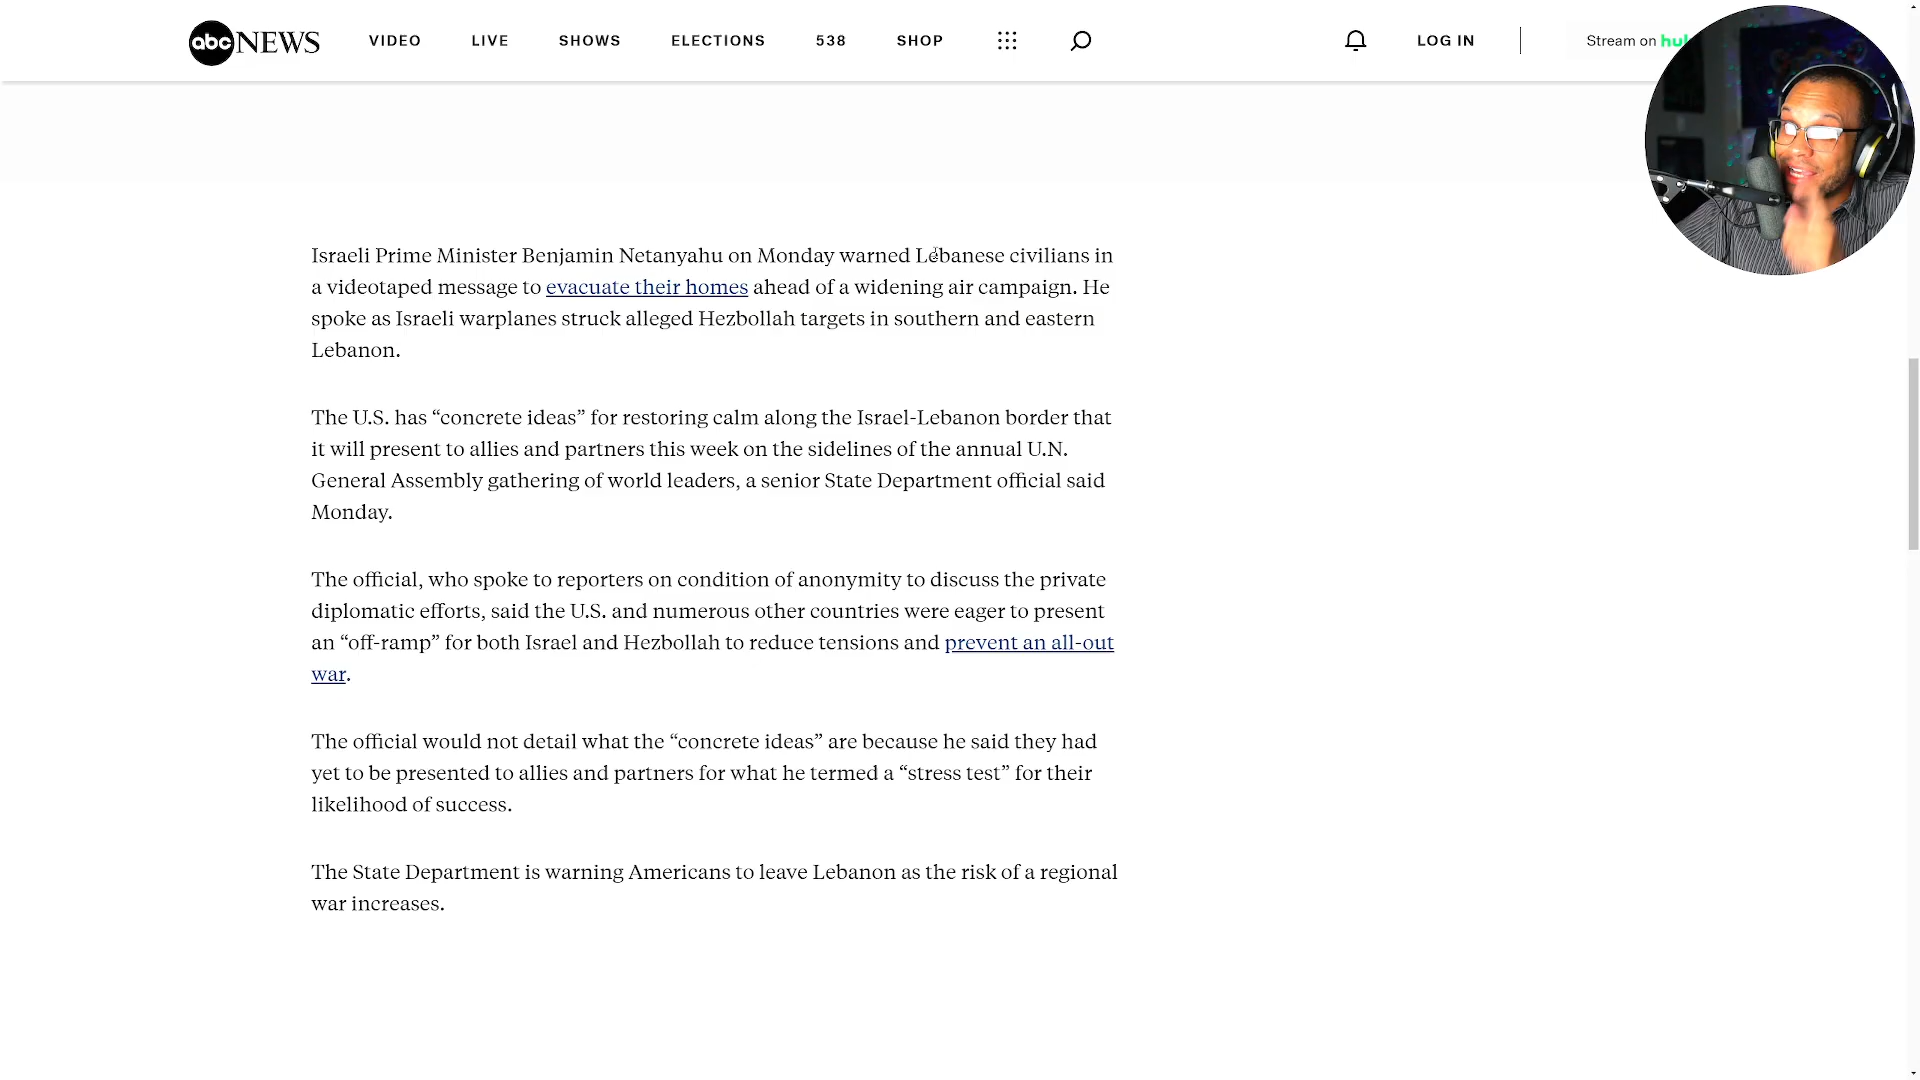 abc NEWS VIDEO LIVE SHOWS ELECTIONS 538 SHOP LOG IN Stream on
Israeli Prime Minister Benjamin Netanyahu on Monday warned Lebanese civilians in
a videotaped message to evacuate their homes ahead of a widening air campaign. He
spoke as Israeli warplanes struck alleged Hezbollah targets in southern and eastern
Lebanon.
The U.S. has “concrete ideas” for restoring calm along the Israel-Lebanon border that
it will present to allies and partners this week on the sidelines of the annual U.N.
General Assembly gathering of world leaders, a senior State Department official said
Monday.
The official, who spoke to reporters on condition of anonymity to discuss the private
diplomatic efforts, said the U.S. and numerous other countries were eager to present
an “off-ramp” for both Israel and Hezbollah to reduce tensions and prevent an all-out
war.
The official would not detail what the “concrete ideas” are because he said they had
yet to be presented to allies and partners for what he termed a “stress test” for their
likelihood of success.
The State Department is warning Americans to leave Lebanon as the risk of a regional
war increases.